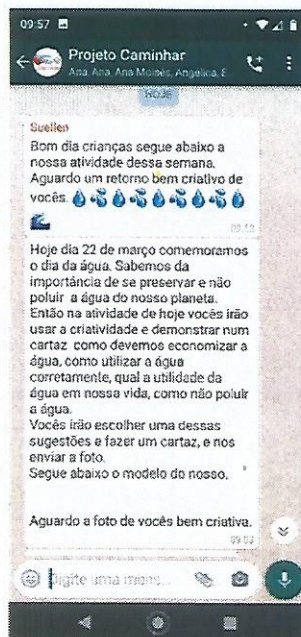 09:57
Projeto Caminhar
Ana, Ana, Ana Moisés, Angélica, E...
HOJE
Suellen
Bom dia crianças segue abaixo a
nossa atividade dessa semana.
Aguardo um retorno bem criativo de
vocês.
Hoje dia 22 de março comemoramos
o dia da água. Sabemos da
importância de se preservar e não
poluir a água do nosso planeta.
Então na atividade de hoje vocês irão
usar a criatividade e demonstrar num
cartaz como devemos economizar a
água, como utilizar a água
corretamente, qual a utilidade da
água em nossa vida, como não poluir
a água.
Vocês irão escolher uma dessas
sugestões e fazer um cartaz, e nos
enviar a foto.
Segue abaixo o modelo do nosso.
Aguardo a foto de vocês bem criativa.
09:03
Digite uma mens...